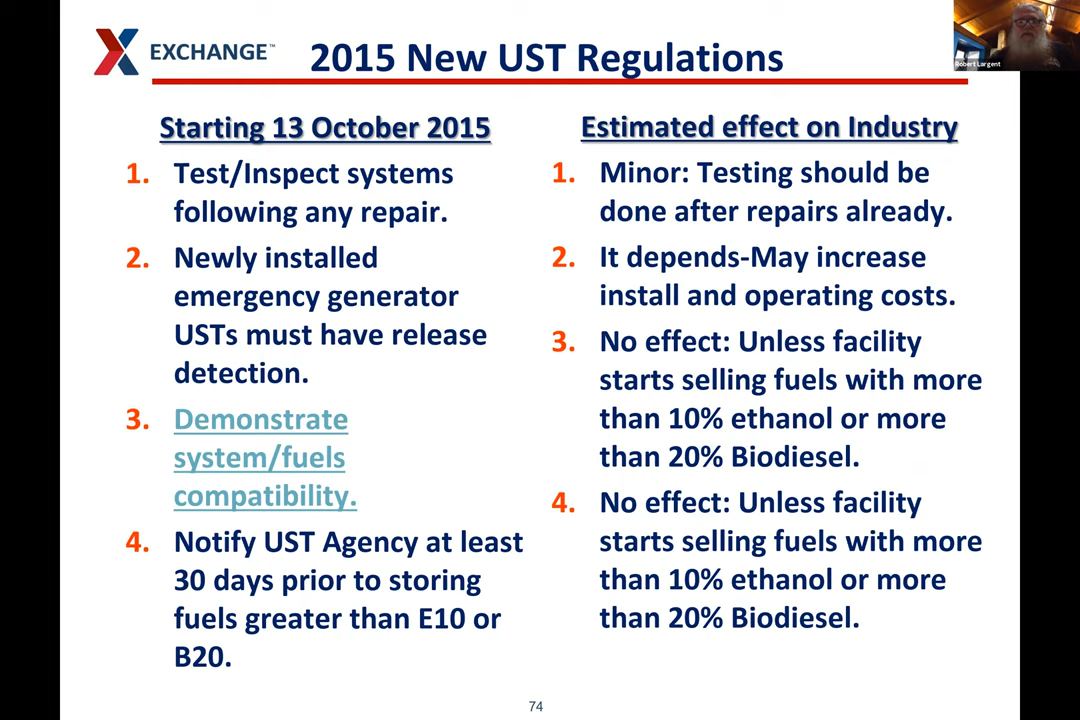 EXCHANGE™
2015 New UST Regulations
Robert Largent
Starting 13 October 2015
1. Test/Inspect systems
following any repair.
2. Newly installed
emergency generator
USTs must have release
detection.
3. Demonstrate
system/fuels
compatibility.
4. Notify UST Agency at least
30 days prior to storing
fuels greater than E10 or
B20.
Estimated effect on Industry
1. Minor: Testing should be
done after repairs already.
2. It depends-May increase
install and operating costs.
3. No effect: Unless facility
starts selling fuels with more
than 10% ethanol or more
than 20% Biodiesel.
4. No effect: Unless facility
starts selling fuels with more
than 10% ethanol or more
than 20% Biodiesel.
74